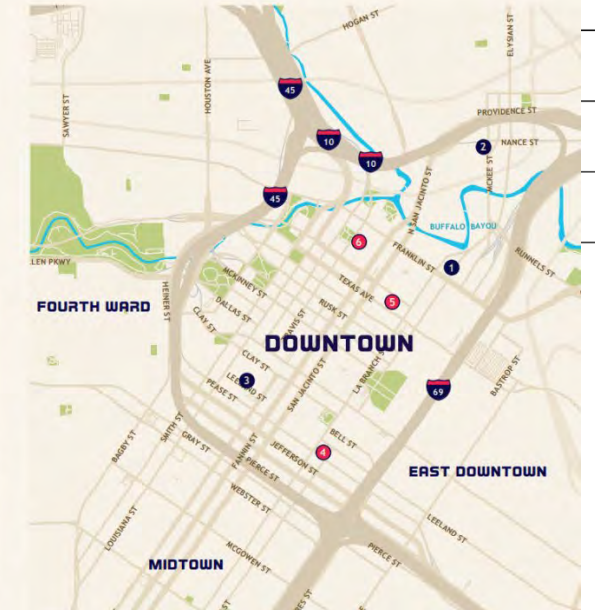 HOGAN ST
ELYSIAN ST
HOUSTON AVE
SAWYER ST
45
PROVIDENCE ST
10
NANCE ST
2
10
MCKEE ST
45
N SAN JACINTO ST
BUFFALO BAYOU
6
FRANKLIN ST
RUNNELS ST
LEN PKWY
1
MCKINNEY ST
TEXAS AVE
HEINER ST
FOURTH WARD
DALLAS ST
RUSK ST
5
CLAY ST
AVIS ST
DOWNTOWN
CLAY ST
LA BRANCH ST
BASTROP ST
3
PEASE ST
SAN JACINTO ST
69
SMITH ST
BAGBY ST
GRAY ST
FANNIN ST
BELL ST
4
JEFFERSON ST
PIERCE ST
EAST DOWNTOWN
WEBSTER ST
LOUISIANA ST
LEELAND ST
MCGOWEN ST
PIERCE ST
MIDTOWN